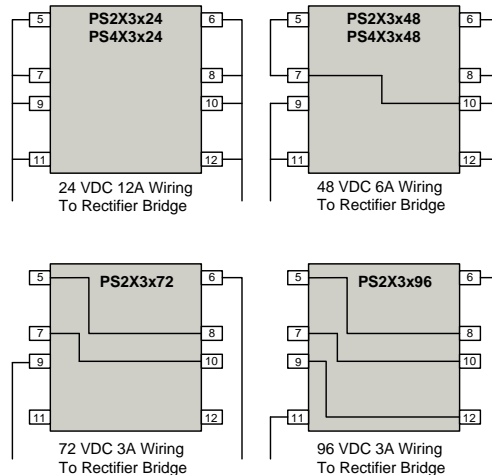 PS2X3x24
PS4X3x24
5
6
7
8
9
10
11
12
24 VDC 12A Wiring
To Rectifier Bridge
PS2X3x48
PS4X3x48
5
6
7
8
9
10
11
12
48 VDC 6A Wiring
To Rectifier Bridge
PS2X3x72
5
6
7
8
9
10
11
12
72 VDC 3A Wiring
To Rectifier Bridge
PS2X3x96
5
6
7
8
9
10
11
12
96 VDC 3A Wiring
To Rectifier Bridge